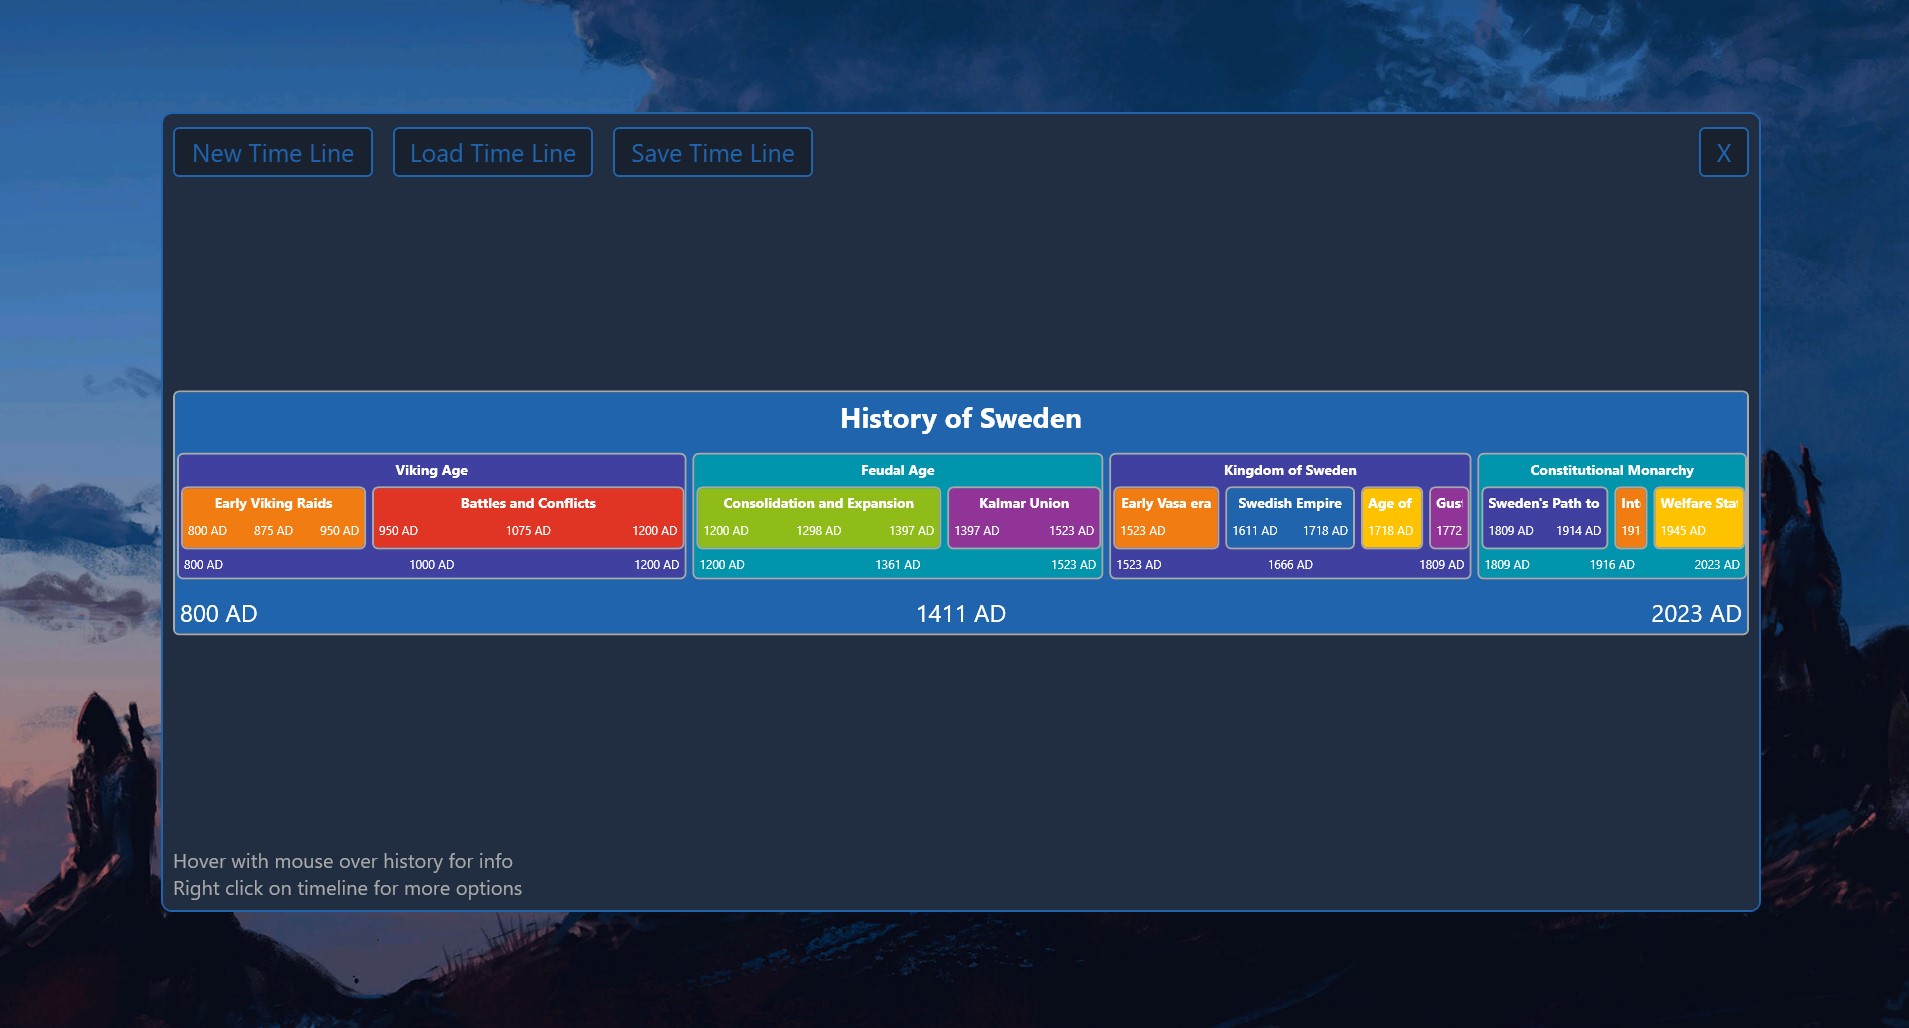 New Time Line Load Time Line Save Time Line X
History of Sweden
Viking Age Feudal Age Kingdom of Sweden Constitutional Monarchy
Early Viking Raids Battles and Conflicts Consolidation and Expansion Kalmar Union Early Vasa era Swedish Empire Age of Gus Sweden's Path to Int Welfare Sta
800 AD 875 AD 950 AD 950 AD 1075 AD 1200 AD 1200 AD 1298 AD 1397 AD 1397 AD 1523 AD 1523 AD 1611 AD 1718 AD 1718 AD 1772 1809 AD 1914 AD 191 1945 AD
800 AD 1000 AD 1200 AD 1200 AD 1361 AD 1523 AD 1523 AD 1666 AD 1809 AD 1809 AD 1916 AD 2023 AD
800 AD 1411 AD 2023 AD
Hover with mouse over history for info
Right click on timeline for more options